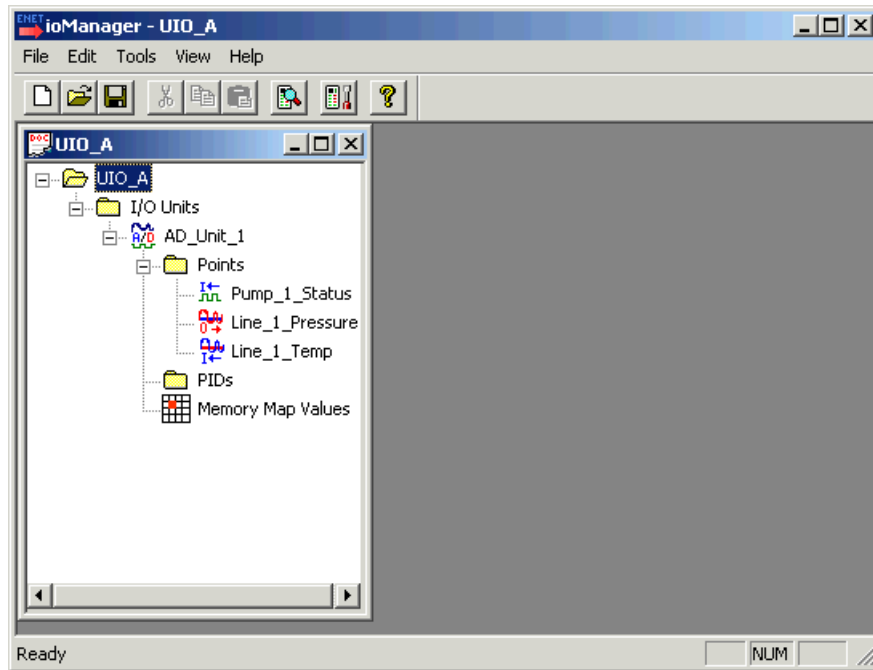 ENET ioManager - UIO_A
File Edit Tools View Help
DOC UIO_A
UIO_A
I/O Units
A/D AD_Unit_1
Points
I Pump_1_Status
O Line_1_Pressure
I Line_1_Temp
PIDs
Memory Map Values
Ready NUM